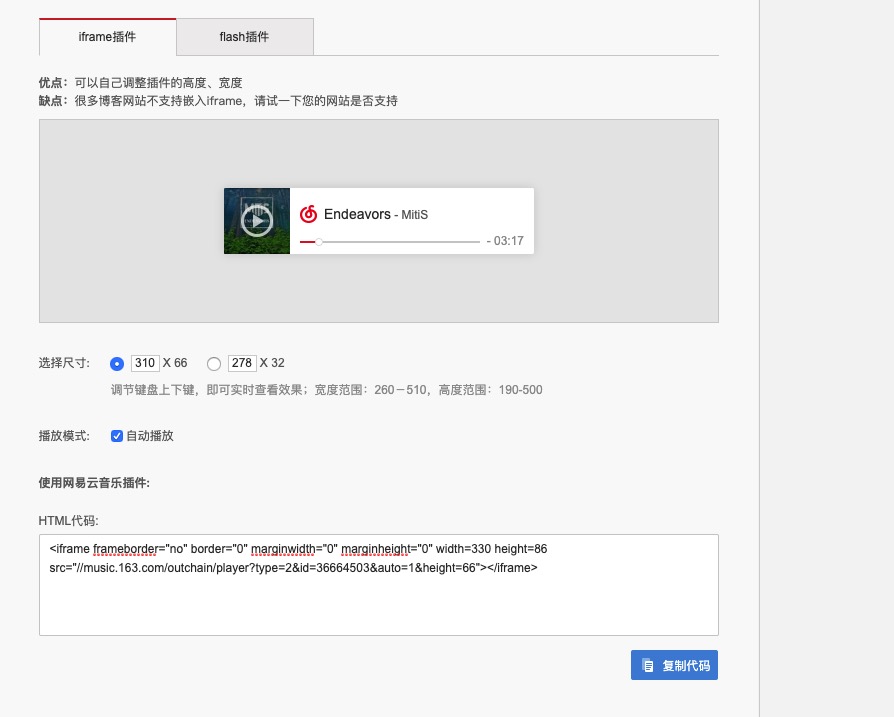 iframe插件
flash插件
优点：可以自己调整插件的高度、宽度
缺点：很多博客网站不支持嵌入iframe，请试一下您的网站是否支持
MitiS
Endeavors - MitiS
- 03:17
选择尺寸: 310 X 66 278 X 32
调节键盘上下键，即可实时查看效果；宽度范围：260－510，高度范围：190-500
播放模式: 自动播放
使用网易云音乐插件:
HTML代码:
<iframe frameborder="no" border="0" marginwidth="0" marginheight="0" width=330 height=86
src="//music.163.com/outchain/player?type=2&id=36664503&auto=1&height=66"></iframe>
复制代码